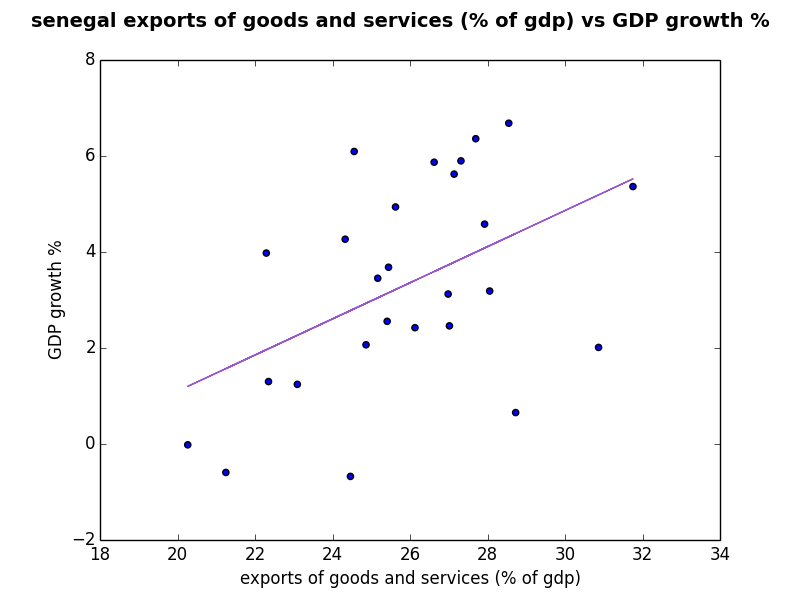 senegal exports of goods and services (% of gdp) vs GDP growth %
8
6
4
2
0
−2
GDP growth %
18 20 22 24 26 28 30 32 34
exports of goods and services (% of gdp)